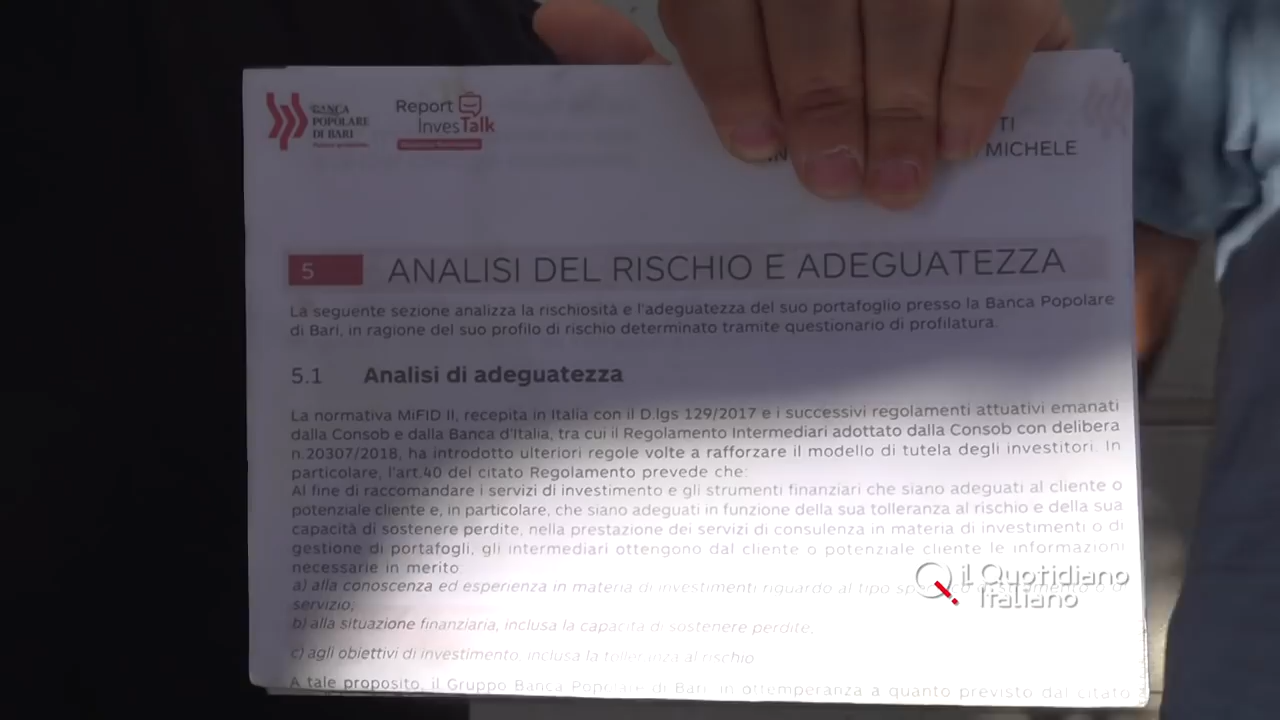 BANCA
POPOLARE
DI BARI
Report
InvesTalk
TI
MICHELE
5 ANALISI DEL RISCHIO E ADEGUATEZZA
La seguente sezione analizza la rischiosità e l'adeguatezza del suo portafoglio presso la Banca Popolare
di Bari, in ragione del suo profilo di rischio determinato tramite questionario di profilatura.
5.1 Analisi di adeguatezza
La normativa MiFID II, recepita in Italia con il D.lgs 129/2017 e i successivi regolamenti attuativi emanati
dalla Consob e dalla Banca d'Italia, tra cui il Regolamento Intermediari adottato dalla Consob con delibera
n.20307/2018, ha introdotto ulteriori regole volte a rafforzare il modello di tutela degli investitori. In
particolare, l'art.40 del citato Regolamento prevede che:
Al fine di raccomandare i servizi di investimento e gli strumenti finanziari che siano adeguati al cliente o
potenziale cliente e, in particolare, che siano adeguati in funzione della sua tolleranza al rischio e della sua
capacità di sostenere perdite, nella prestazione dei servizi di consulenza in materia di investimenti o di
gestione di portafogli, gli intermediari ottengono dal cliente o potenziale cliente le informazioni
necessarie in merito:
a) alla conoscenza ed esperienza in materia di investimenti riguardo al tipo
servizio;
b) alla situazione finanziaria, inclusa la capacità di sostenere perdite;
c) agli obiettivi di investimento, inclusa la tolleranza al rischio
A tale proposito, il Gruppo Banca Popolare di Bari, in ottemperanza a quanto previsto dal citato
il Quotidiano
Italiano